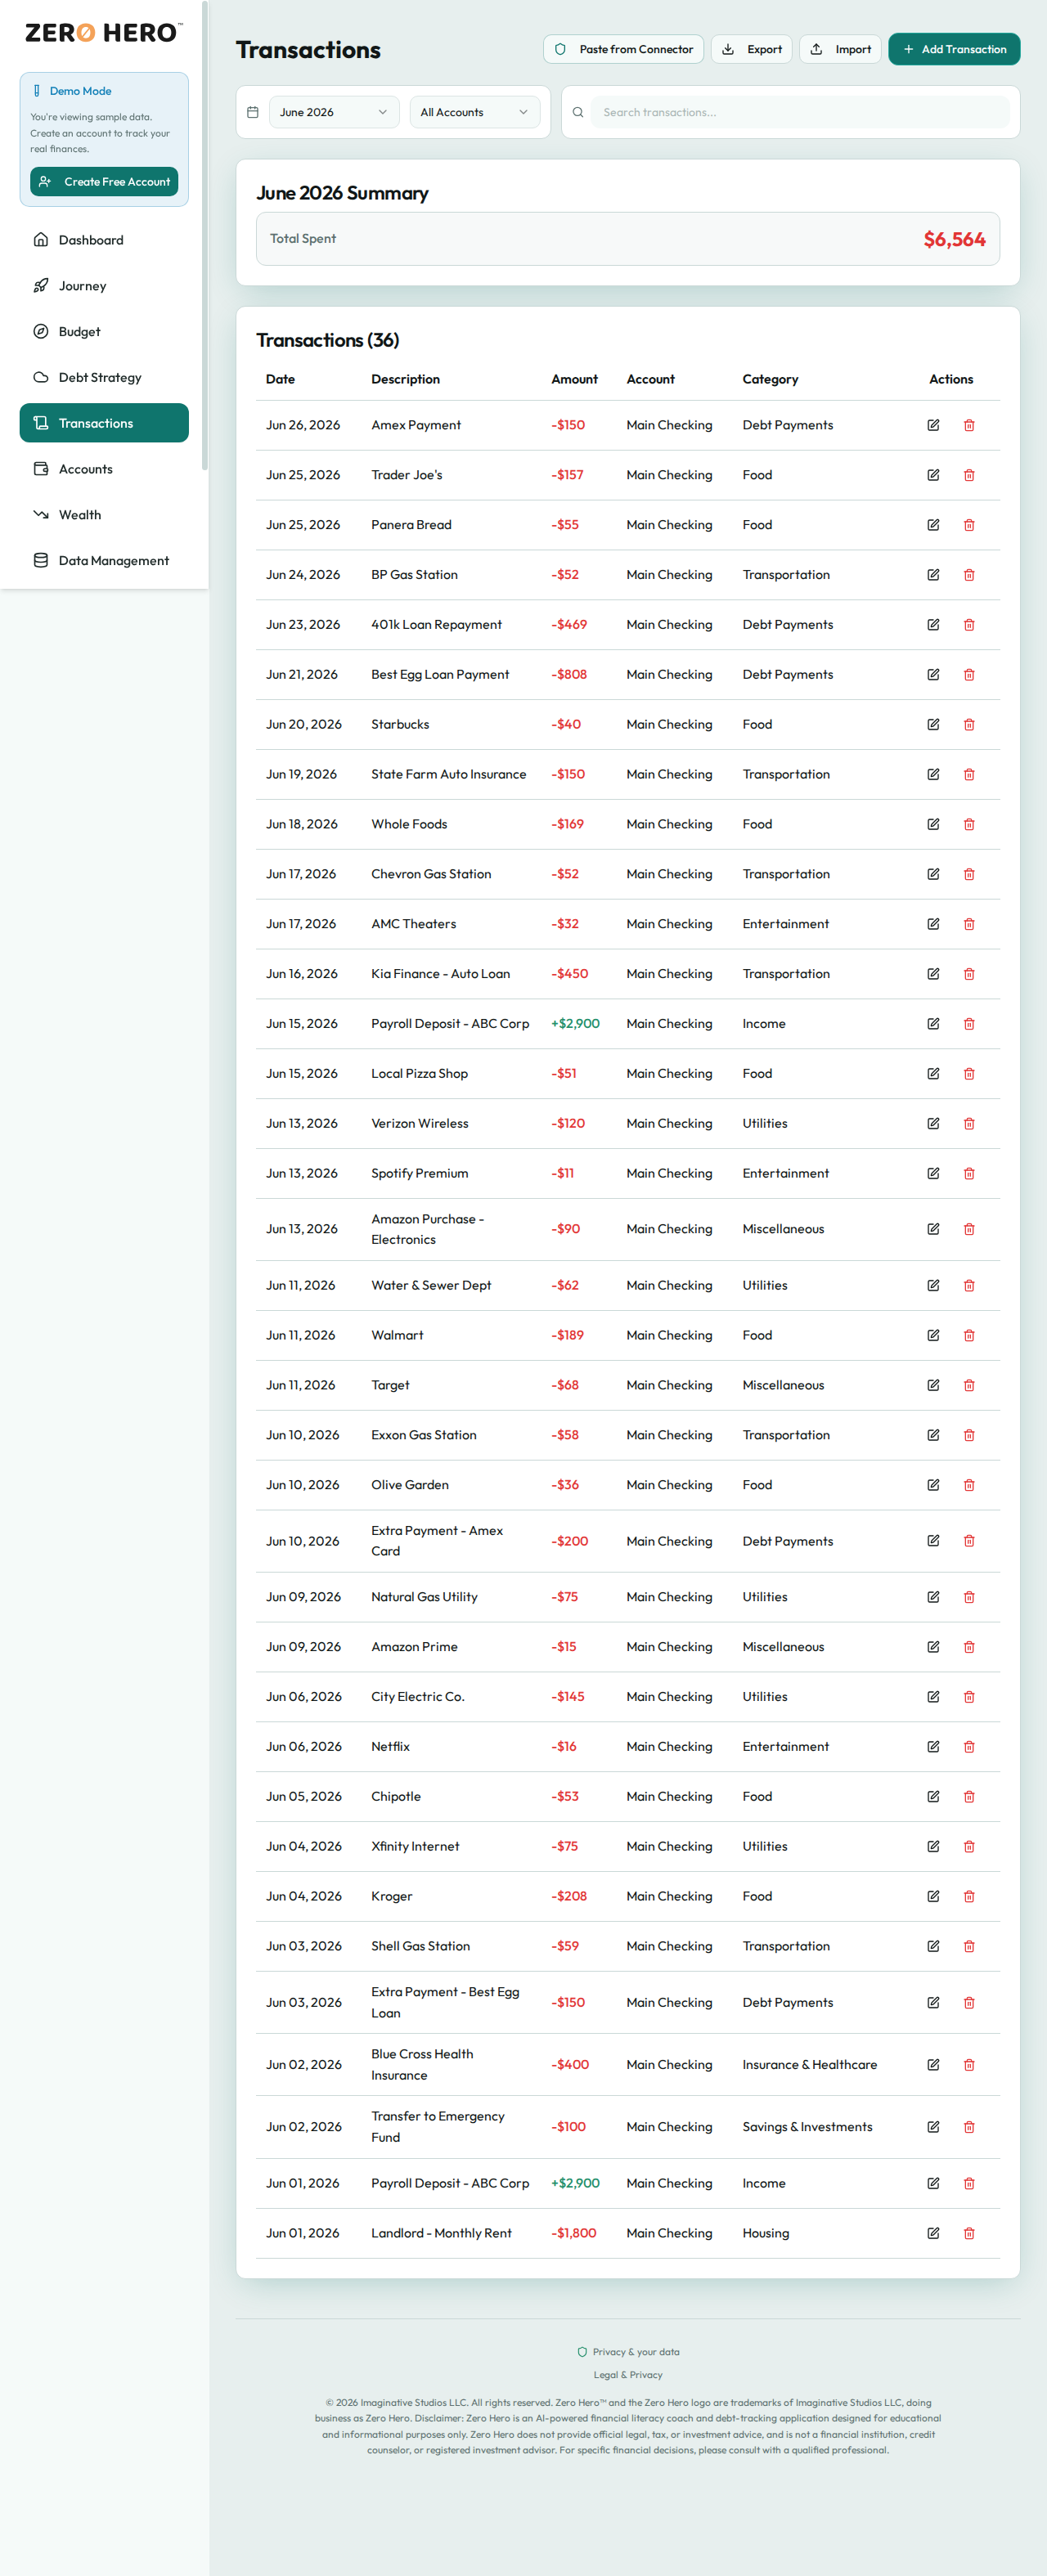 ZERO HERO™
Demo Mode
You're viewing sample data.
Create an account to track your
real finances.
Create Free Account
Dashboard
Journey
Budget
Debt Strategy
Transactions
Accounts
Wealth
Data Management
Transactions
Paste from Connector
Export
Import
Add Transaction
June 2026
All Accounts
Search transactions...
June 2026 Summary
Total Spent $6,564
Transactions (36)
Date Description Amount Account Category Actions
Jun 26, 2026 Amex Payment -$150 Main Checking Debt Payments
Jun 25, 2026 Trader Joe's -$157 Main Checking Food
Jun 25, 2026 Panera Bread -$55 Main Checking Food
Jun 24, 2026 BP Gas Station -$52 Main Checking Transportation
Jun 23, 2026 401k Loan Repayment -$469 Main Checking Debt Payments
Jun 21, 2026 Best Egg Loan Payment -$808 Main Checking Debt Payments
Jun 20, 2026 Starbucks -$40 Main Checking Food
Jun 19, 2026 State Farm Auto Insurance -$150 Main Checking Transportation
Jun 18, 2026 Whole Foods -$169 Main Checking Food
Jun 17, 2026 Chevron Gas Station -$52 Main Checking Transportation
Jun 17, 2026 AMC Theaters -$32 Main Checking Entertainment
Jun 16, 2026 Kia Finance - Auto Loan -$450 Main Checking Transportation
Jun 15, 2026 Payroll Deposit - ABC Corp +$2,900 Main Checking Income
Jun 15, 2026 Local Pizza Shop -$51 Main Checking Food
Jun 13, 2026 Verizon Wireless -$120 Main Checking Utilities
Jun 13, 2026 Spotify Premium -$11 Main Checking Entertainment
Jun 13, 2026 Amazon Purchase - -$90 Main Checking Miscellaneous
Electronics
Jun 11, 2026 Water & Sewer Dept -$62 Main Checking Utilities
Jun 11, 2026 Walmart -$189 Main Checking Food
Jun 11, 2026 Target -$68 Main Checking Miscellaneous
Jun 10, 2026 Exxon Gas Station -$58 Main Checking Transportation
Jun 10, 2026 Olive Garden -$36 Main Checking Food
Jun 10, 2026 Extra Payment - Amex -$200 Main Checking Debt Payments
Card
Jun 09, 2026 Natural Gas Utility -$75 Main Checking Utilities
Jun 09, 2026 Amazon Prime -$15 Main Checking Miscellaneous
Jun 06, 2026 City Electric Co. -$145 Main Checking Utilities
Jun 06, 2026 Netflix -$16 Main Checking Entertainment
Jun 05, 2026 Chipotle -$53 Main Checking Food
Jun 04, 2026 Xfinity Internet -$75 Main Checking Utilities
Jun 04, 2026 Kroger -$208 Main Checking Food
Jun 03, 2026 Shell Gas Station -$59 Main Checking Transportation
Jun 03, 2026 Extra Payment - Best Egg -$150 Main Checking Debt Payments
Loan
Jun 02, 2026 Blue Cross Health -$400 Main Checking Insurance & Healthcare
Insurance
Jun 02, 2026 Transfer to Emergency -$100 Main Checking Savings & Investments
Fund
Jun 01, 2026 Payroll Deposit - ABC Corp +$2,900 Main Checking Income
Jun 01, 2026 Landlord - Monthly Rent -$1,800 Main Checking Housing
Privacy & your data
Legal & Privacy
© 2026 Imaginative Studios LLC. All rights reserved. Zero Hero™ and the Zero Hero logo are trademarks of Imaginative Studios LLC, doing
business as Zero Hero. Disclaimer: Zero Hero is an AI-powered financial literacy coach and debt-tracking application designed for educational
and informational purposes only. Zero Hero does not provide official legal, tax, or investment advice, and is not a financial institution, credit
counselor, or registered investment advisor. For specific financial decisions, please consult with a qualified professional.